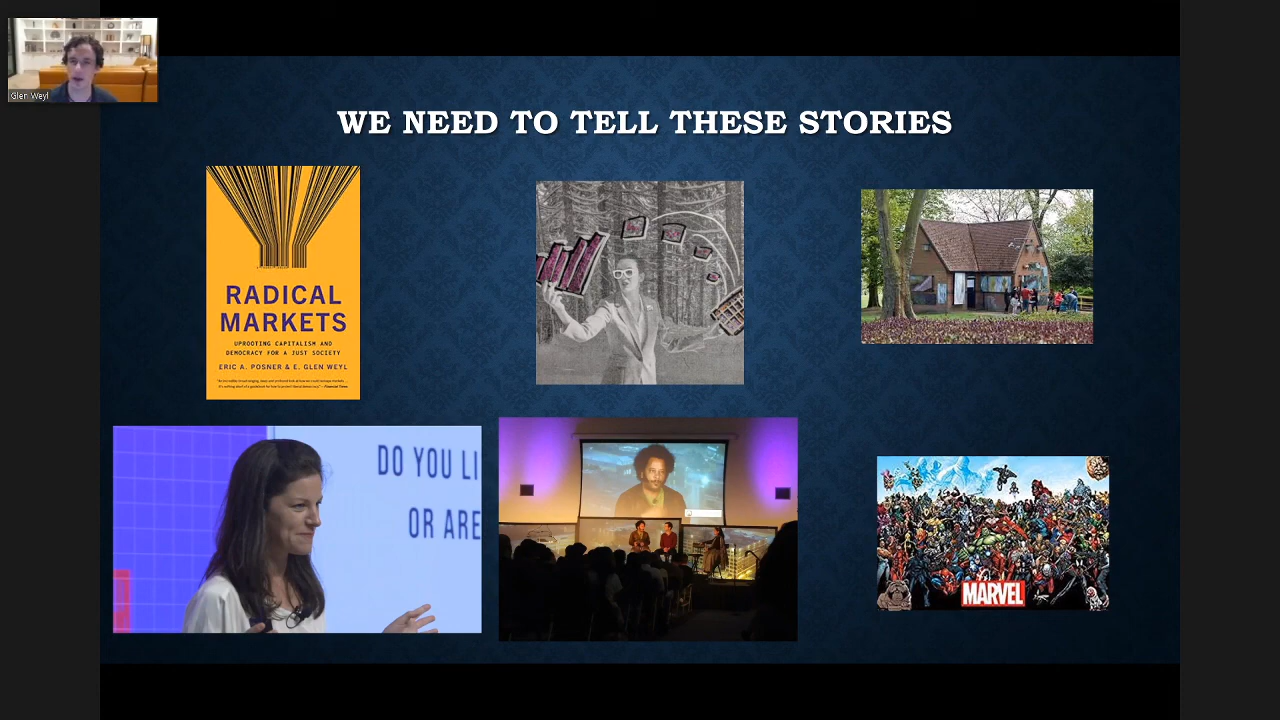 Glen Weyl
WE NEED TO TELL THESE STORIES
RADICAL
MARKETS
UPROOTING CAPITALISM AND
DEMOCRACY FOR A JUST SOCIETY
ERIC A. POSNER & E. GLEN WEYL
DO YOU LI
OR ARE
MARVEL